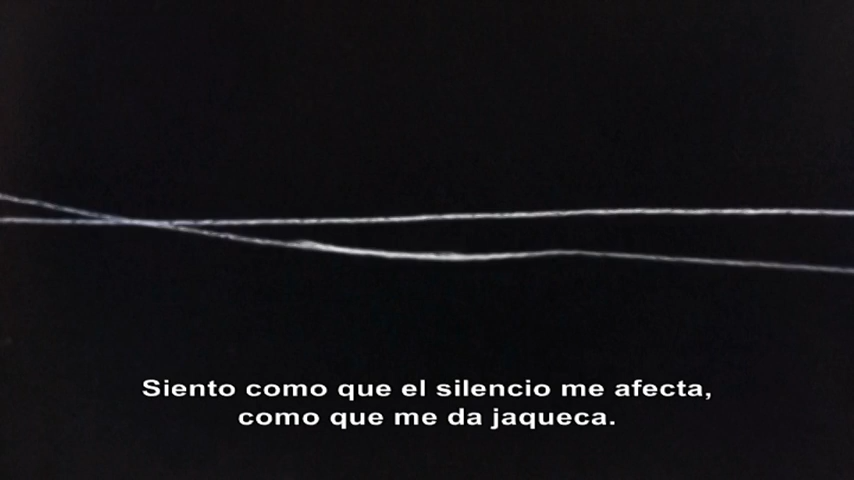 Siento como que el silencio me afecta,
como que me da jaqueca.